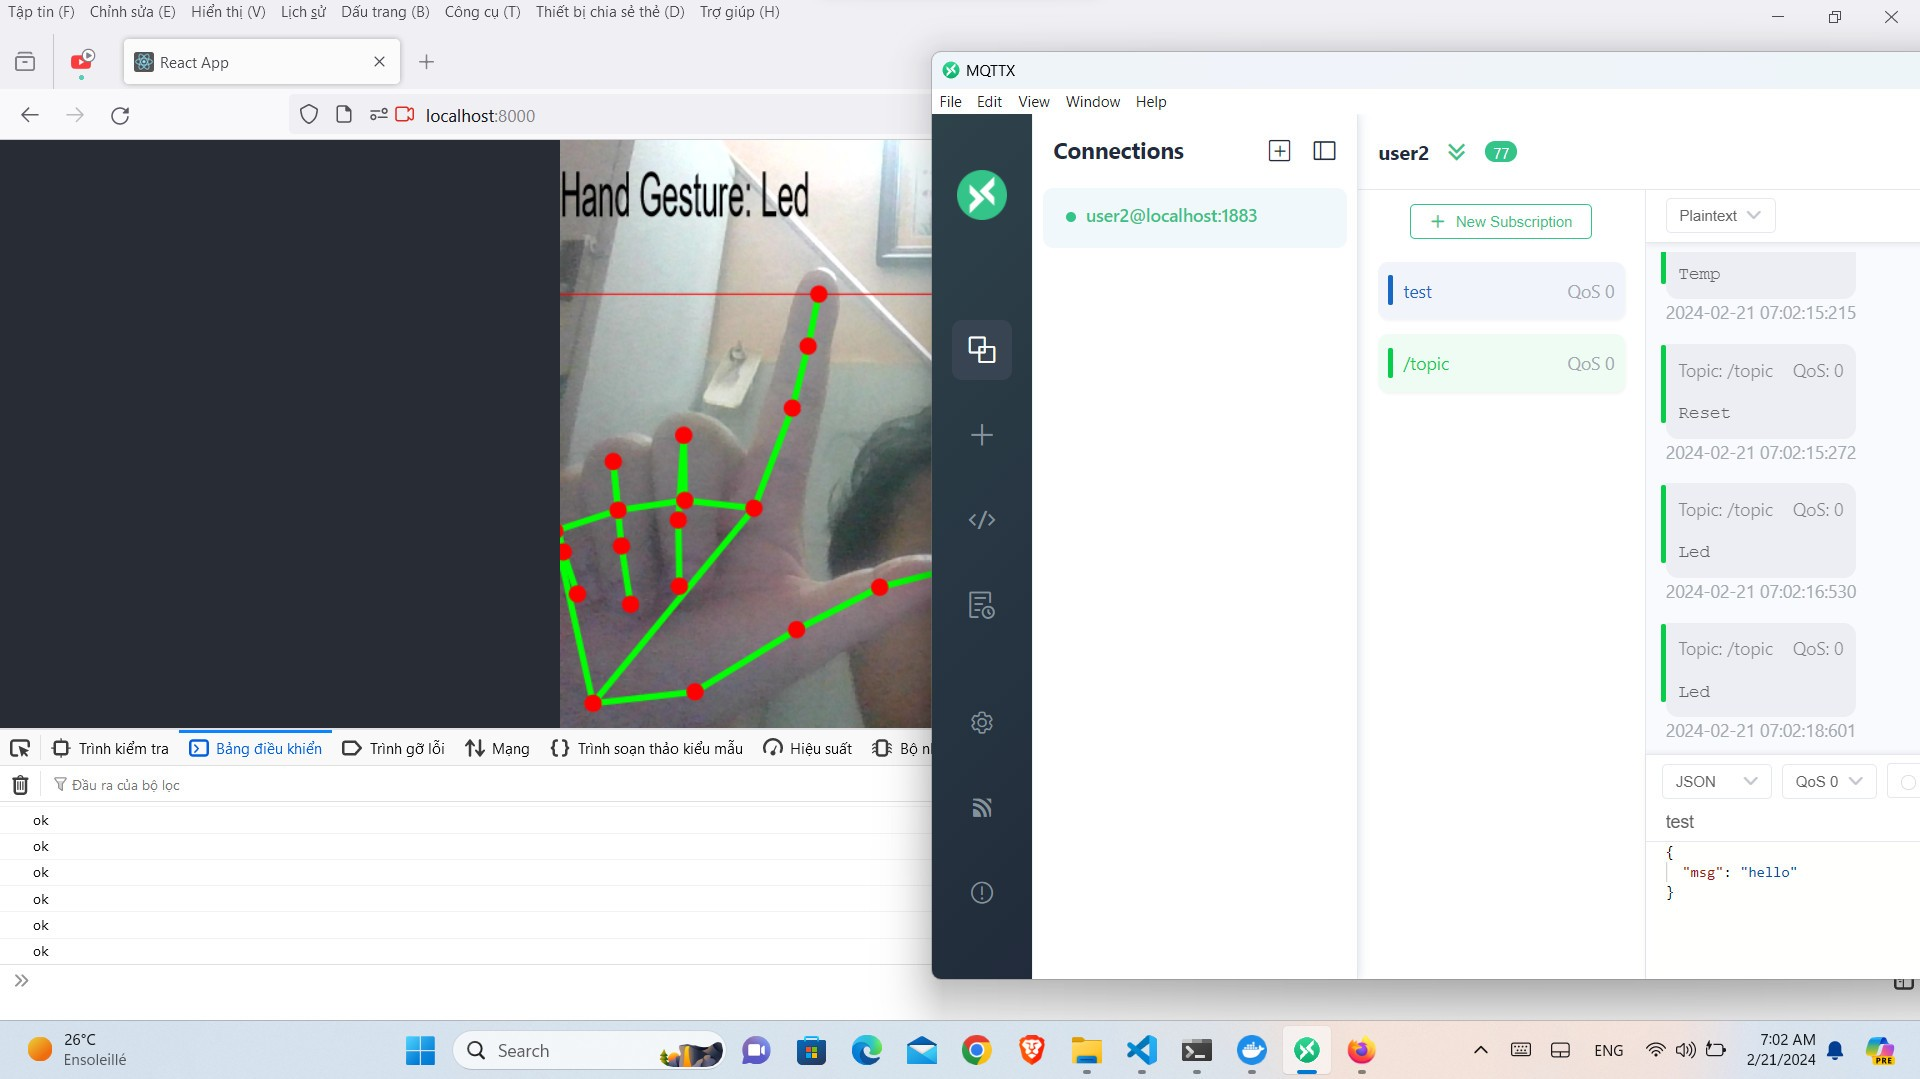 Tập tin (F) Chỉnh sửa (E) Hiển thị (V) Lịch sử Dấu trang (B) Công cụ (T) Thiết bị chia sẻ thẻ (D) Trợ giúp (H)
React App
localhost:8000
Hand Gesture: Led
Trình kiểm tra Bảng điều khiển Trình gỡ lỗi Mạng Trình soạn thảo kiểu mẫu Hiệu suất Bộ
Đầu ra của bộ lọc
ok
ok
ok
ok
ok
ok
MQTTX
File Edit View Window Help
Connections
user2@localhost:1883
user2 77
New Subscription
test QoS 0
/topic QoS 0
Plaintext
Temp
2024-02-21 07:02:15:215
Topic: /topic QoS: 0
Reset
2024-02-21 07:02:15:272
Topic: /topic QoS: 0
Led
2024-02-21 07:02:16:530
Topic: /topic QoS: 0
Led
2024-02-21 07:02:18:601
JSON QoS 0
test
{
"msg": "hello"
}
26°C
Ensoleillé
Search
ENG
7:02 AM
2/21/2024
PRE